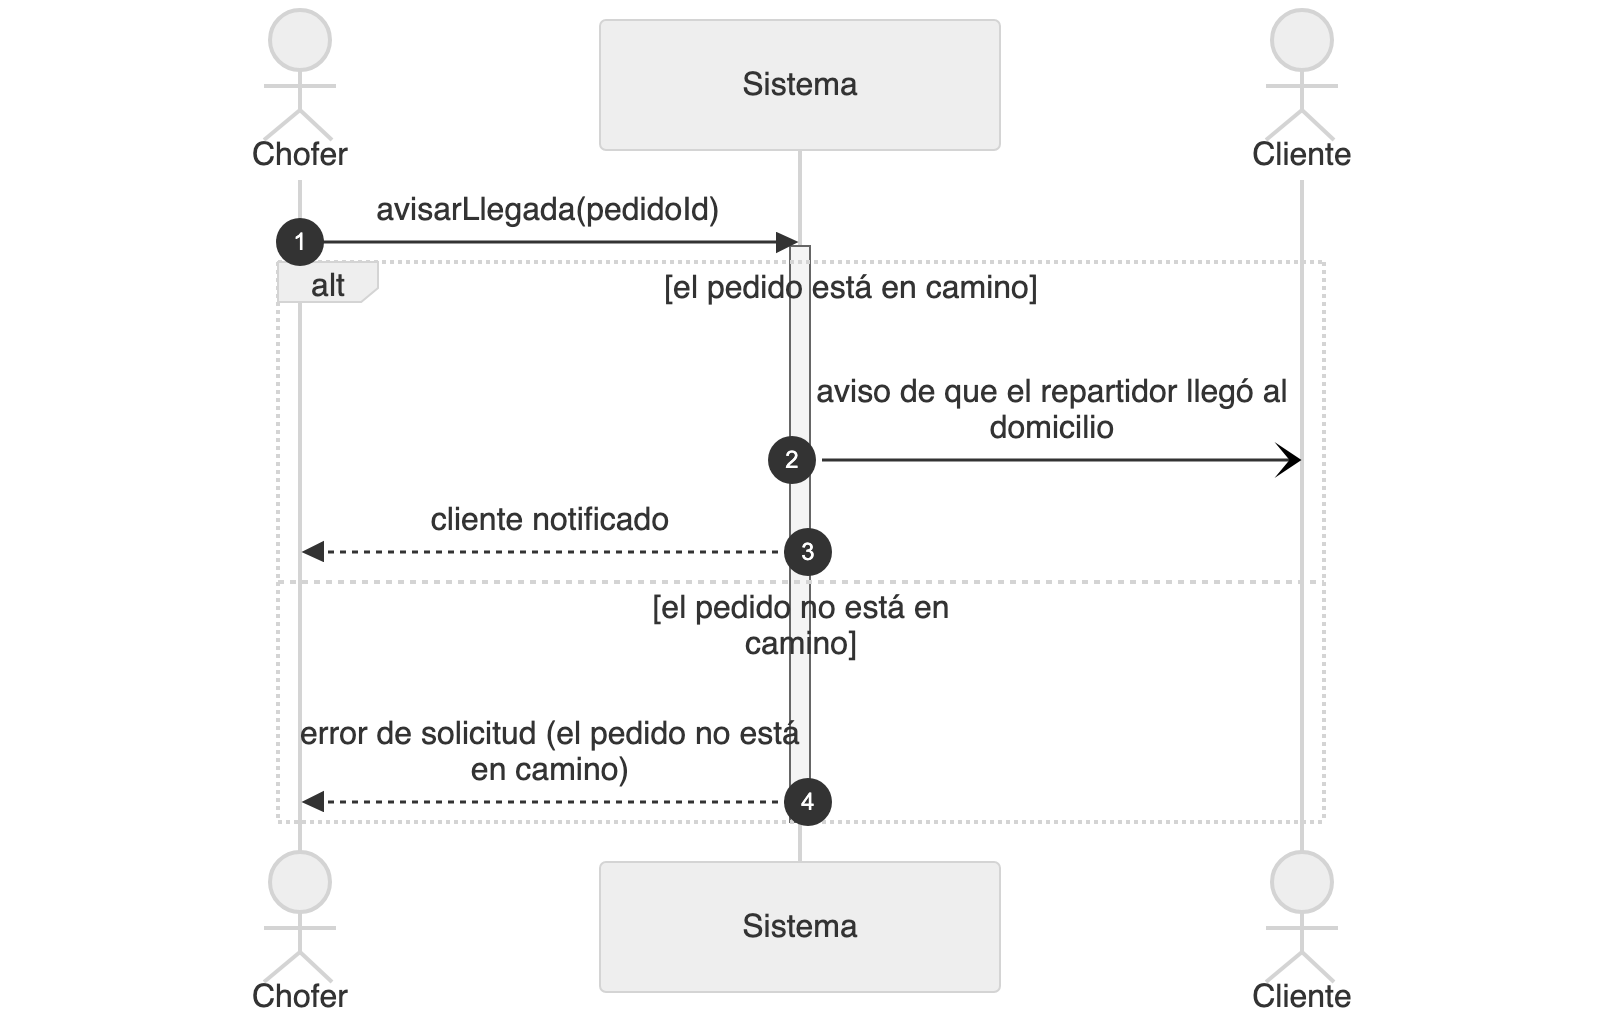 Chofer
Sistema
Cliente
avisarLlegada(pedidoId)
1
alt
[el pedido está en camino]
aviso de que el repartidor llegó al
domicilio
2
cliente notificado
3
[el pedido no está en
camino]
error de solicitud (el pedido no está
en camino)
4
Chofer
Sistema
Cliente